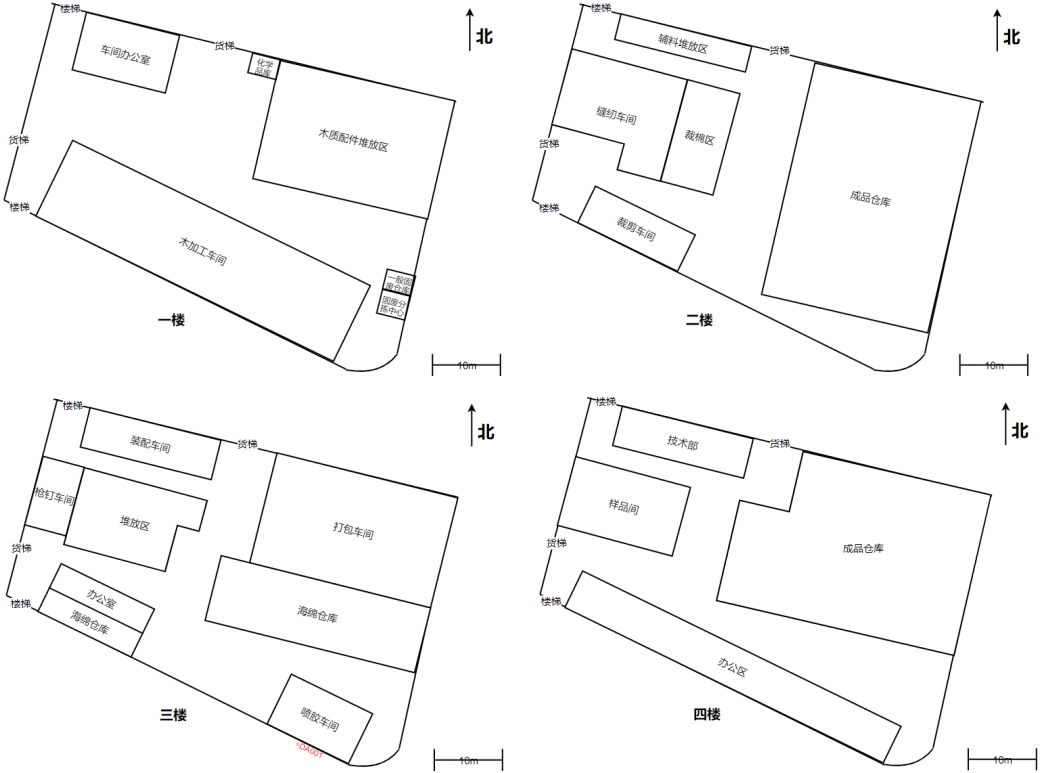 楼梯
北
车间办公室
货梯
化学
品库
木质配件堆放区
货梯
楼梯
木加工车间
一般固
废仓库
固废分
拣中心
一楼
10m
楼梯
北
辅料堆放区
货梯
缝纫车间
裁棉区
货梯
成品仓库
楼梯
裁剪车间
二楼
10m
楼梯
北
装配车间
货梯
枪钉车间
堆放区
打包车间
货梯
办公室
楼梯
海绵仓库
海绵仓库
喷胶车间
三楼
DA001
10m
楼梯
北
技术部
货梯
样品间
货梯
成品仓库
楼梯
办公区
四楼
10m